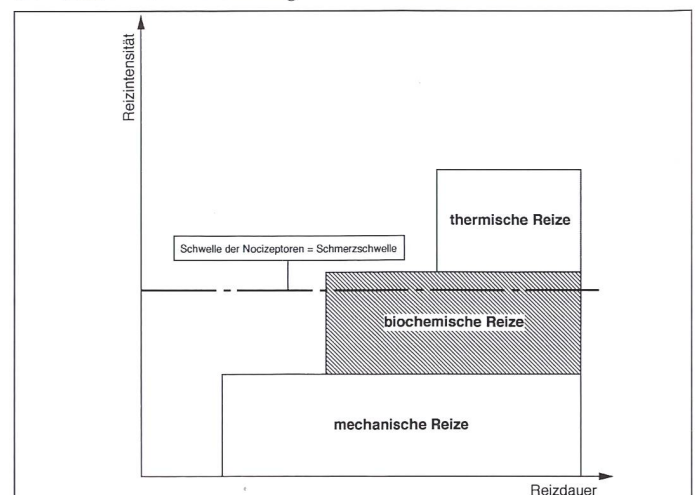 Reizintensität
thermische Reize
Schwelle der Nocizeptoren = Schmerzschwelle
biochemische Reize
mechanische Reize
Reizdauer